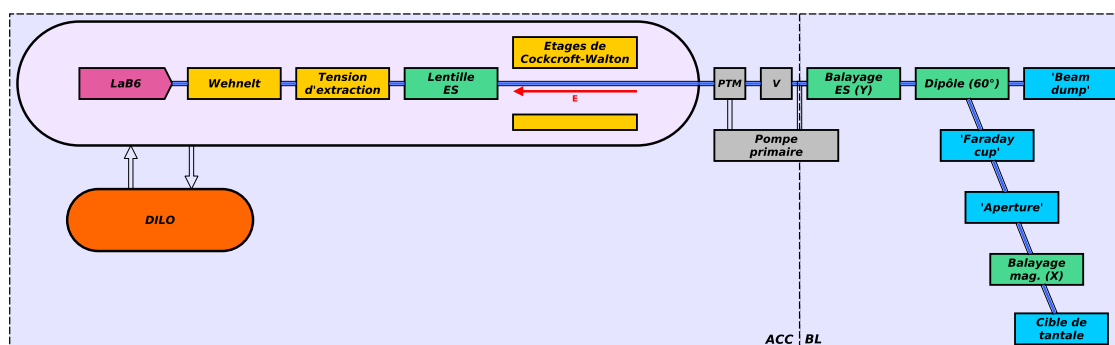 Etages de
Cockcroft-Walton
LaB6
Wehnelt
Tension
d'extraction
Lentille
ES
E
PTM
V
Balayage
ES (Y)
Dipôle (60°)
'Beam
dump'
Pompe
primaire
'Faraday
cup'
DILO
'Aperture'
Balayage
mag. (X)
Cible de
tantale
ACC
BL